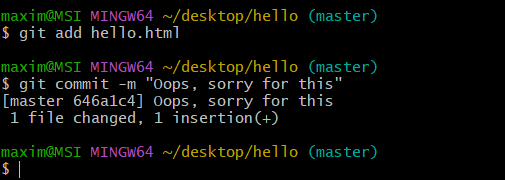 maxim@MSI MINGW64 ~/desktop/hello (master)
$ git add hello.html
maxim@MSI MINGW64 ~/desktop/hello (master)
$ git commit -m "Oops, sorry for this"
[master 646a1c4] Oops, sorry for this
 1 file changed, 1 insertion(+)
maxim@MSI MINGW64 ~/desktop/hello (master)
$